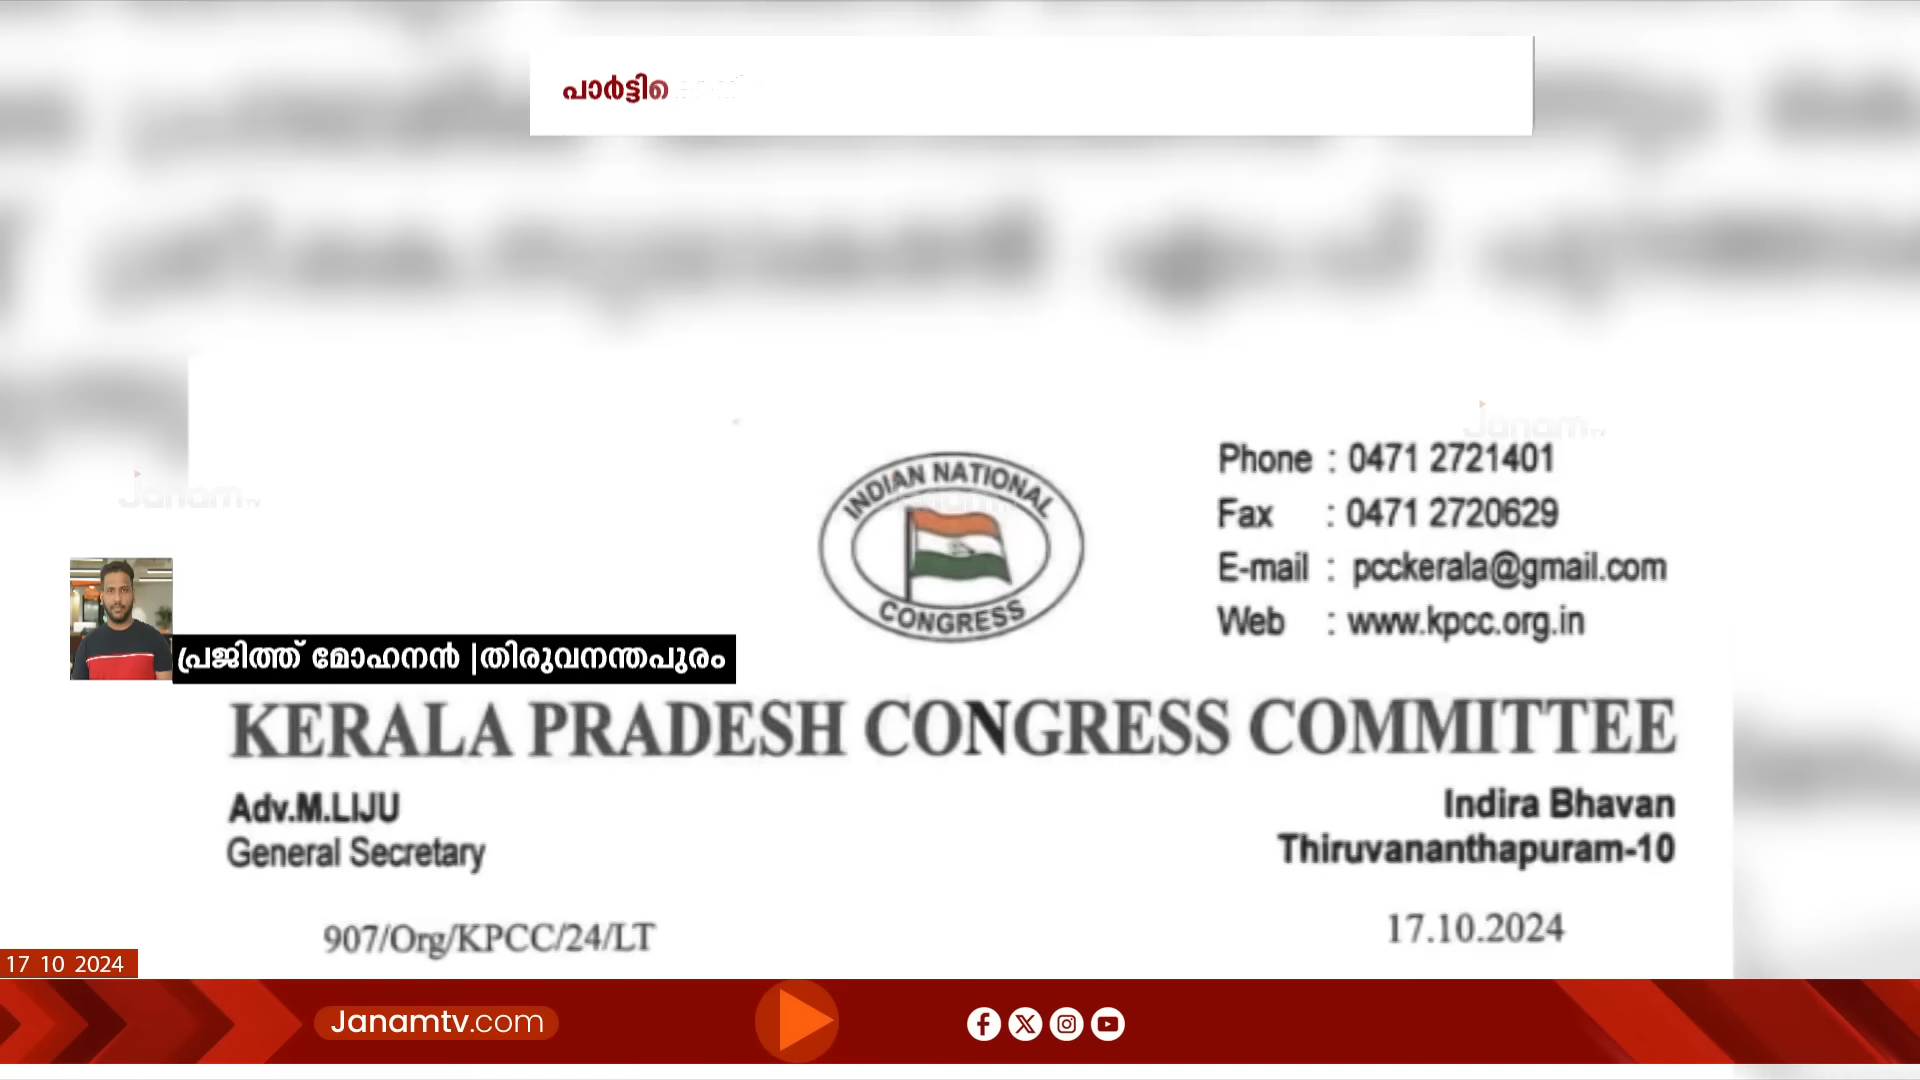 പാർട്ടി
Janamtv
Janamtv
INDIAN NATIONAL
CONGRESS
Phone : 0471 2721401
Fax : 0471 2720629
E-mail : pcckerala@gmail.com
Web : www.kpcc.org.in
പ്രജിത്ത് മോഹനൻ |തിരുവനന്തപുരം
KERALA PRADESH CONGRESS COMMITTEE
Adv.M.LIJU
General Secretary
Indira Bhavan
Thiruvananthapuram-10
907/Org/KPCC/24/LT
17.10.2024
17 10 2024
Janamtv.com